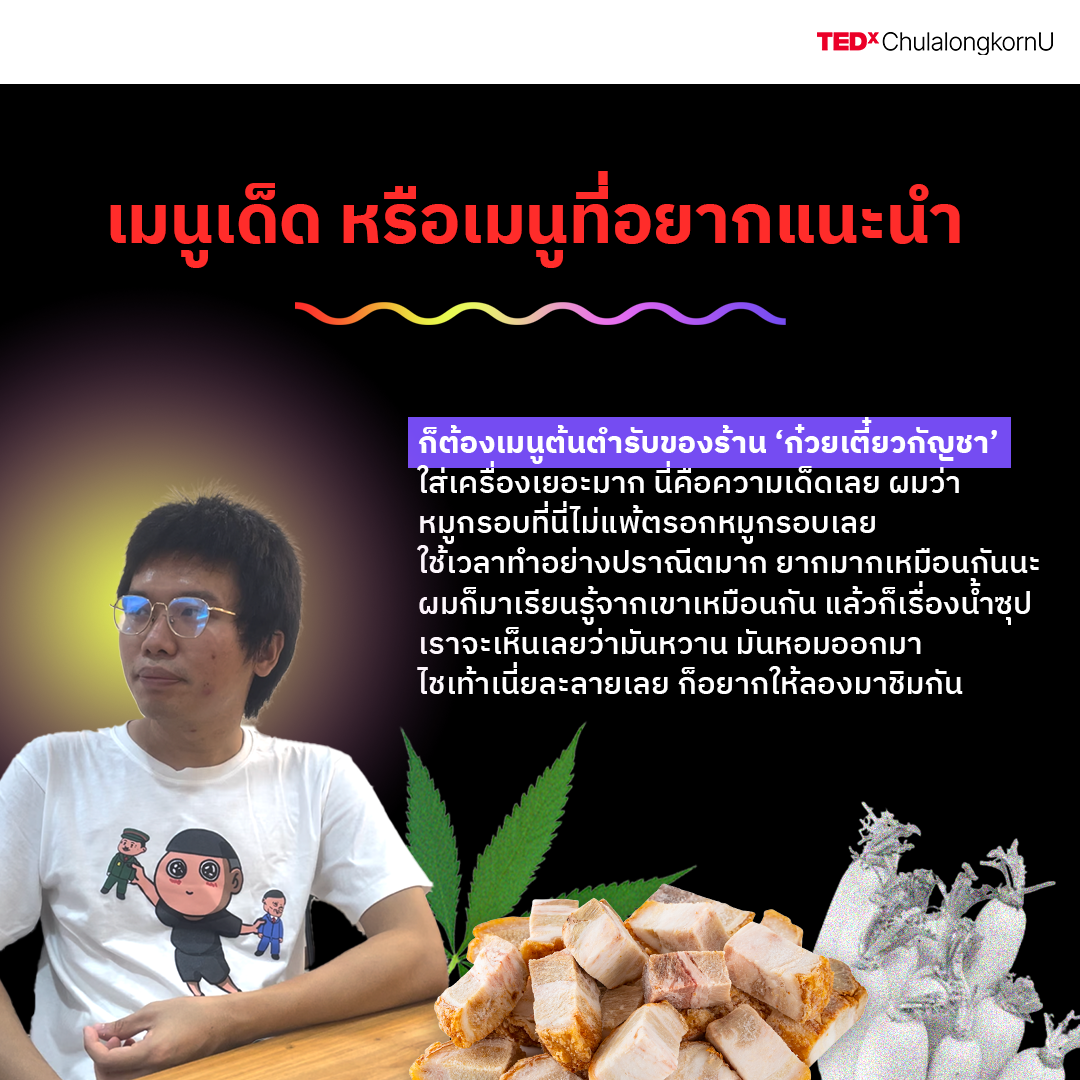 TEDxChulalongkornU
เมนูเด็ด หรือเมนูที่อยากแนะนำ
ก็ต้องเมนูต้นตำรับของร้าน ‘ก๋วยเตี๋ยวกัญชา’
ใส่เครื่องเยอะมาก นี่คือความเด็ดเลย ผมว่า
หมูกรอบที่นี่ไม่แพ้ตรอกหมูกรอบเลย
ใช้เวลาทำอย่างปราณีตมาก ยากมากเหมือนกันนะ
ผมก็มาเรียนรู้จากเขาเหมือนกัน แล้วก็เรื่องน้ำซุป
เราจะเห็นเลยว่ามันหวาน มันหอมออกมา
ไชเท้าเนี่ยละลายเลย ก็อยากให้ลองมาชิมกัน